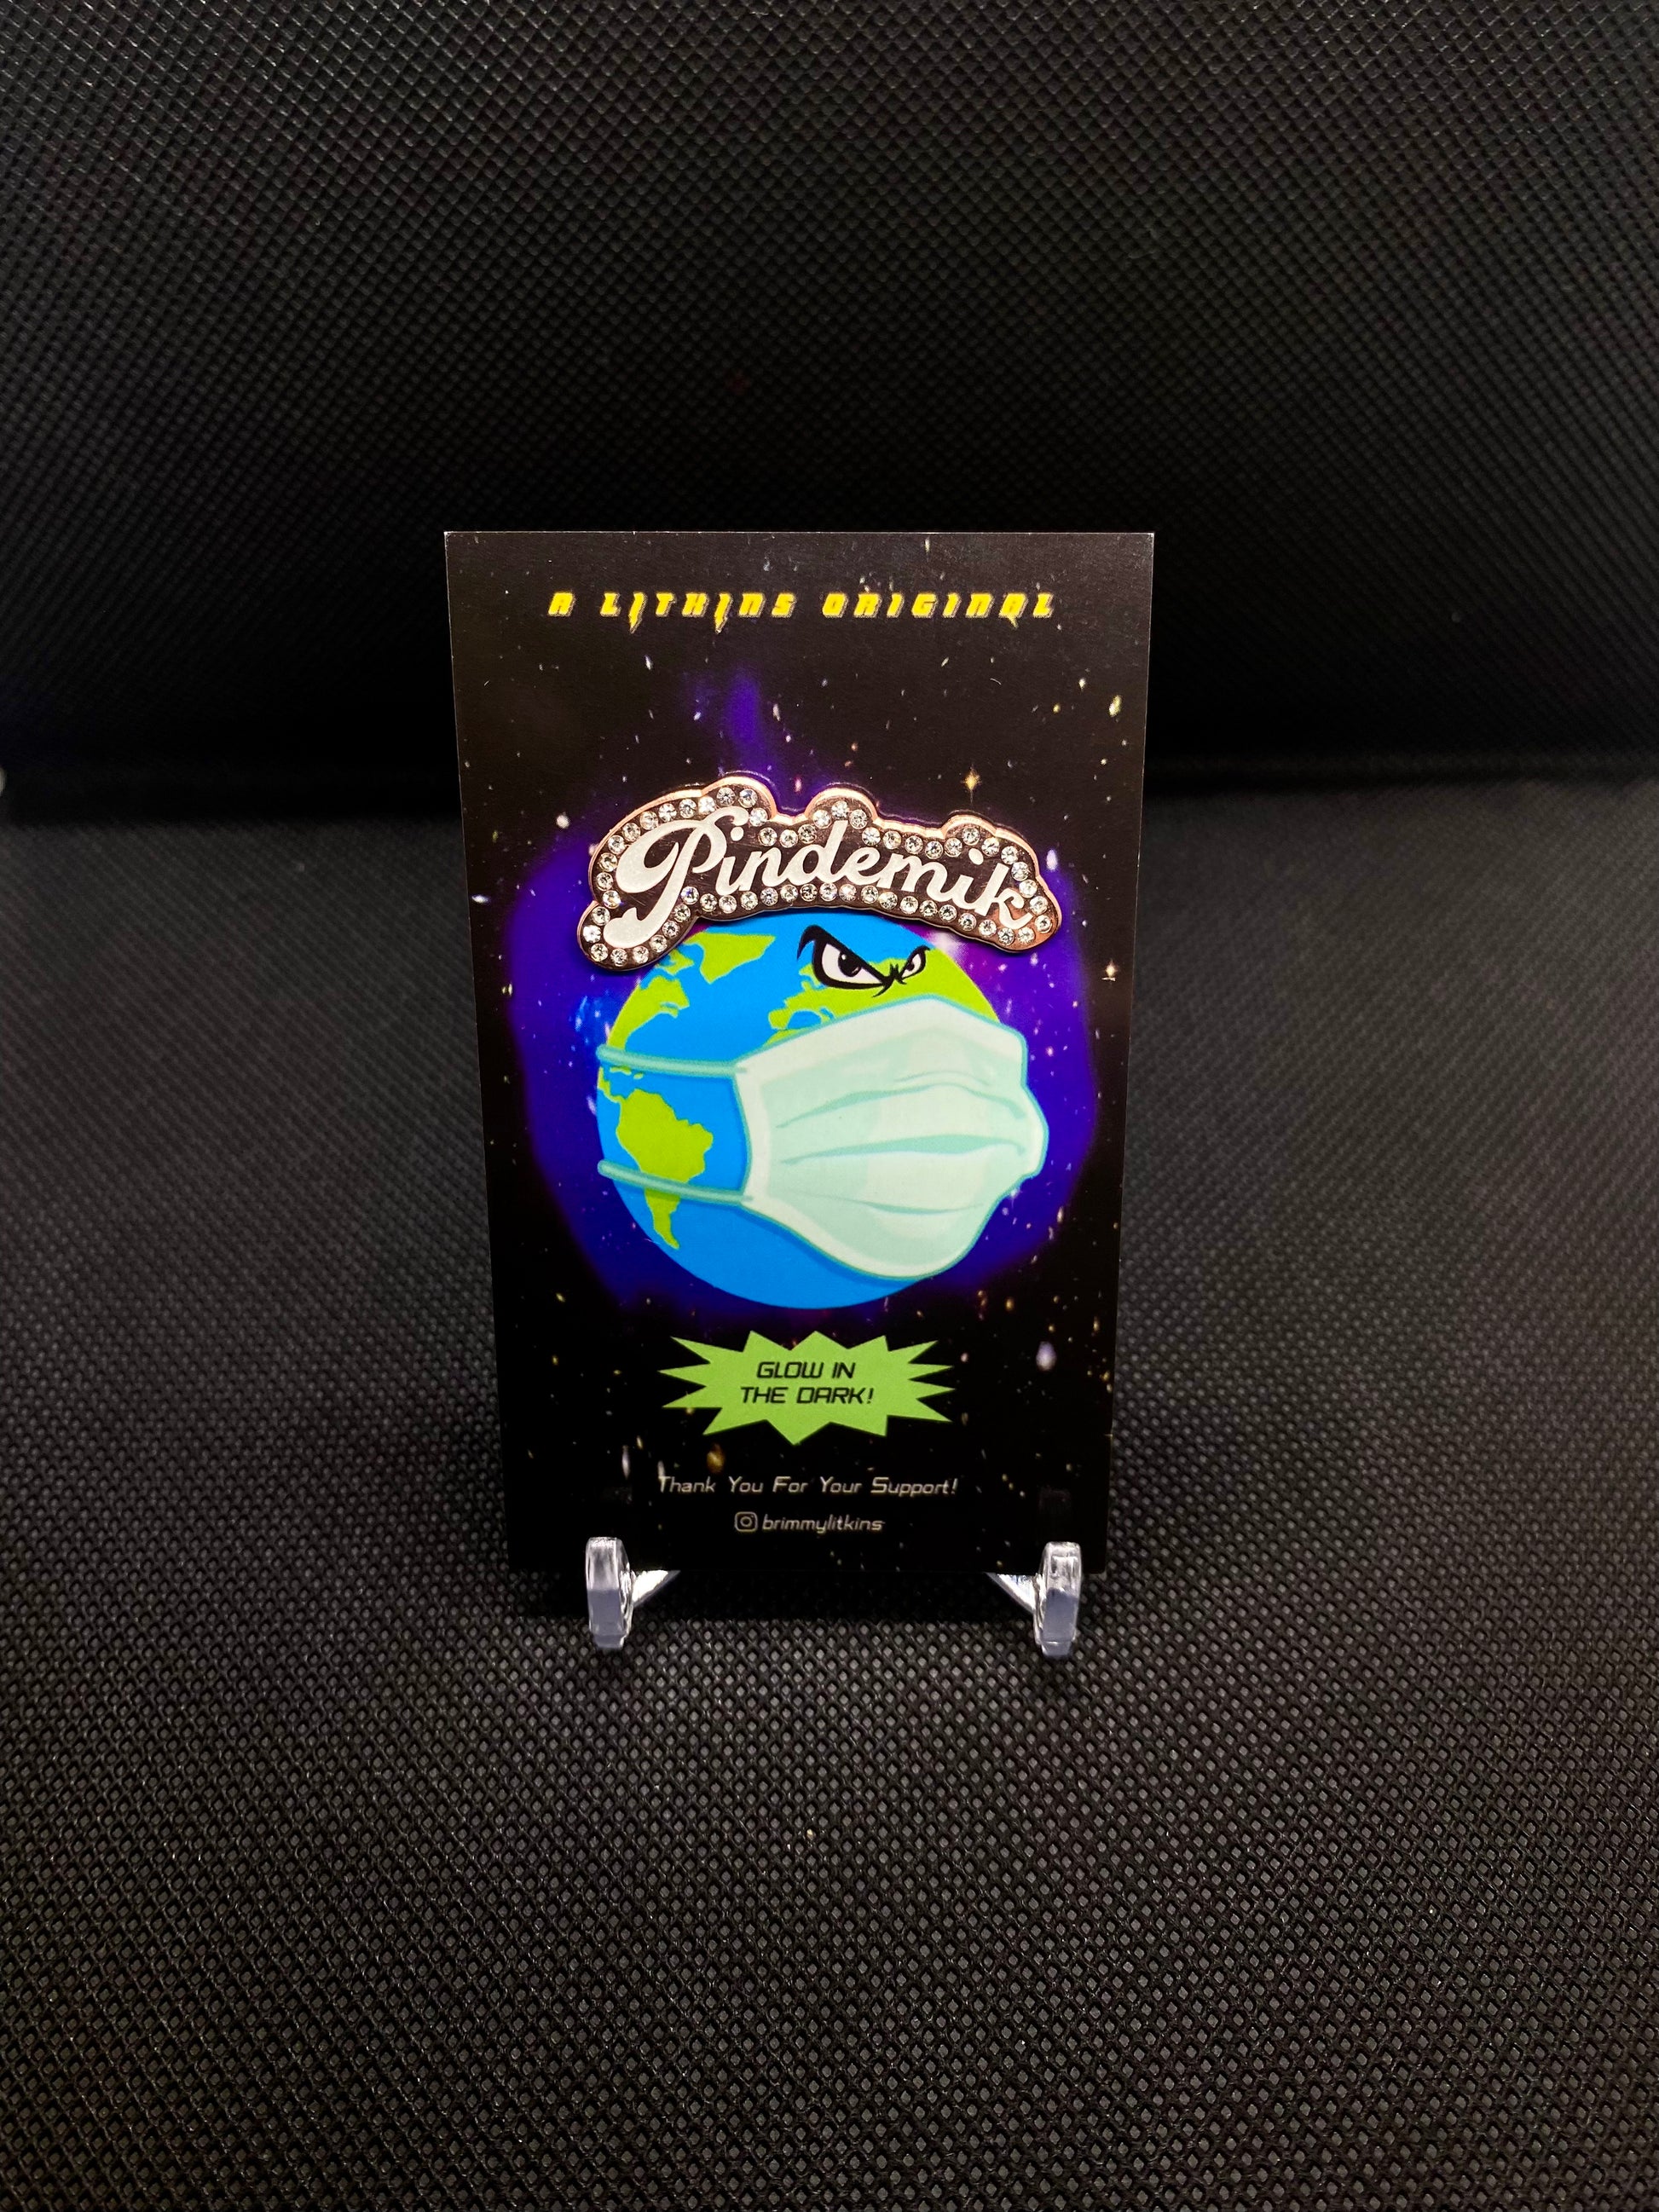 A LITKINS ORIGINAL
Pindemik
GLOW IN
THE DARK!
Thank You For Your Support!
brimmylitkins